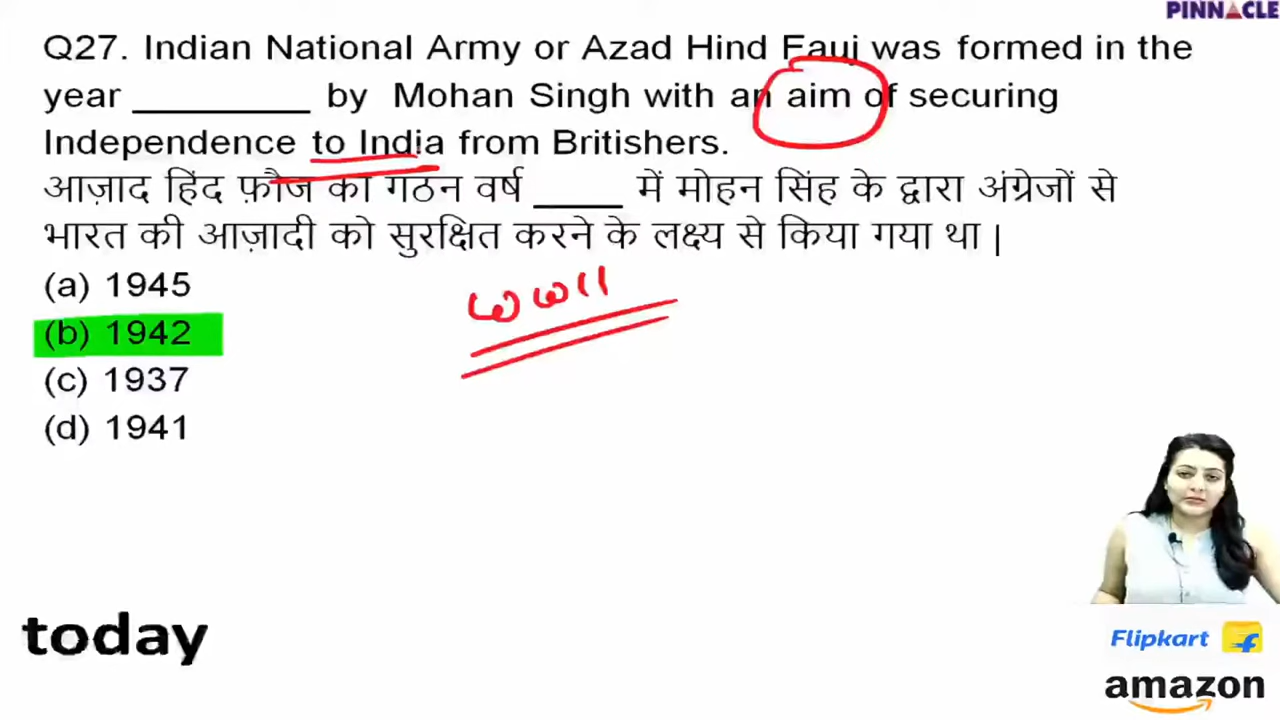 PINNACLE
Q27. Indian National Army or Azad Hind Fauj was formed in the
year __________ by Mohan Singh with an aim of securing
Independence to India from Britishers.
आज़ाद हिंद फ़ौज का गठन वर्ष _____ में मोहन सिंह के द्वारा अंग्रेजों से
भारत की आज़ादी को सुरक्षित करने के लक्ष्य से किया गया था |
(a) 1945
(b) 1942
(c) 1937
(d) 1941
WWII
today
Flipkart
amazon